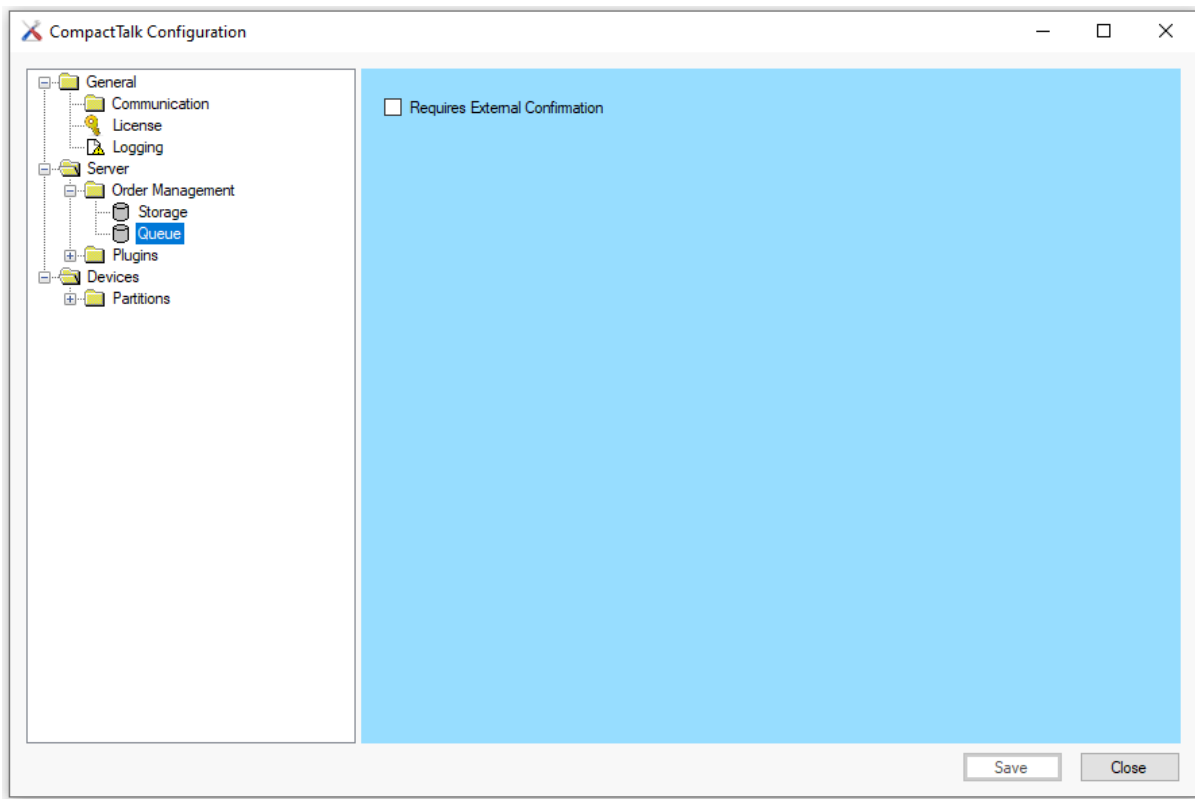 CompactTalk Configuration
General
Communication
License
Logging
Server
Order Management
Storage
Queue
Plugins
Devices
Partitions
Requires External Confirmation
Save
Close